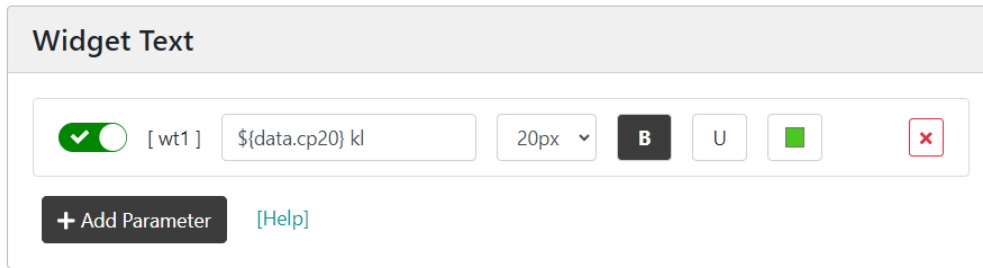 Widget Text
[ wt1 ] ${data.cp20} kl 20px B U
Add Parameter [Help]